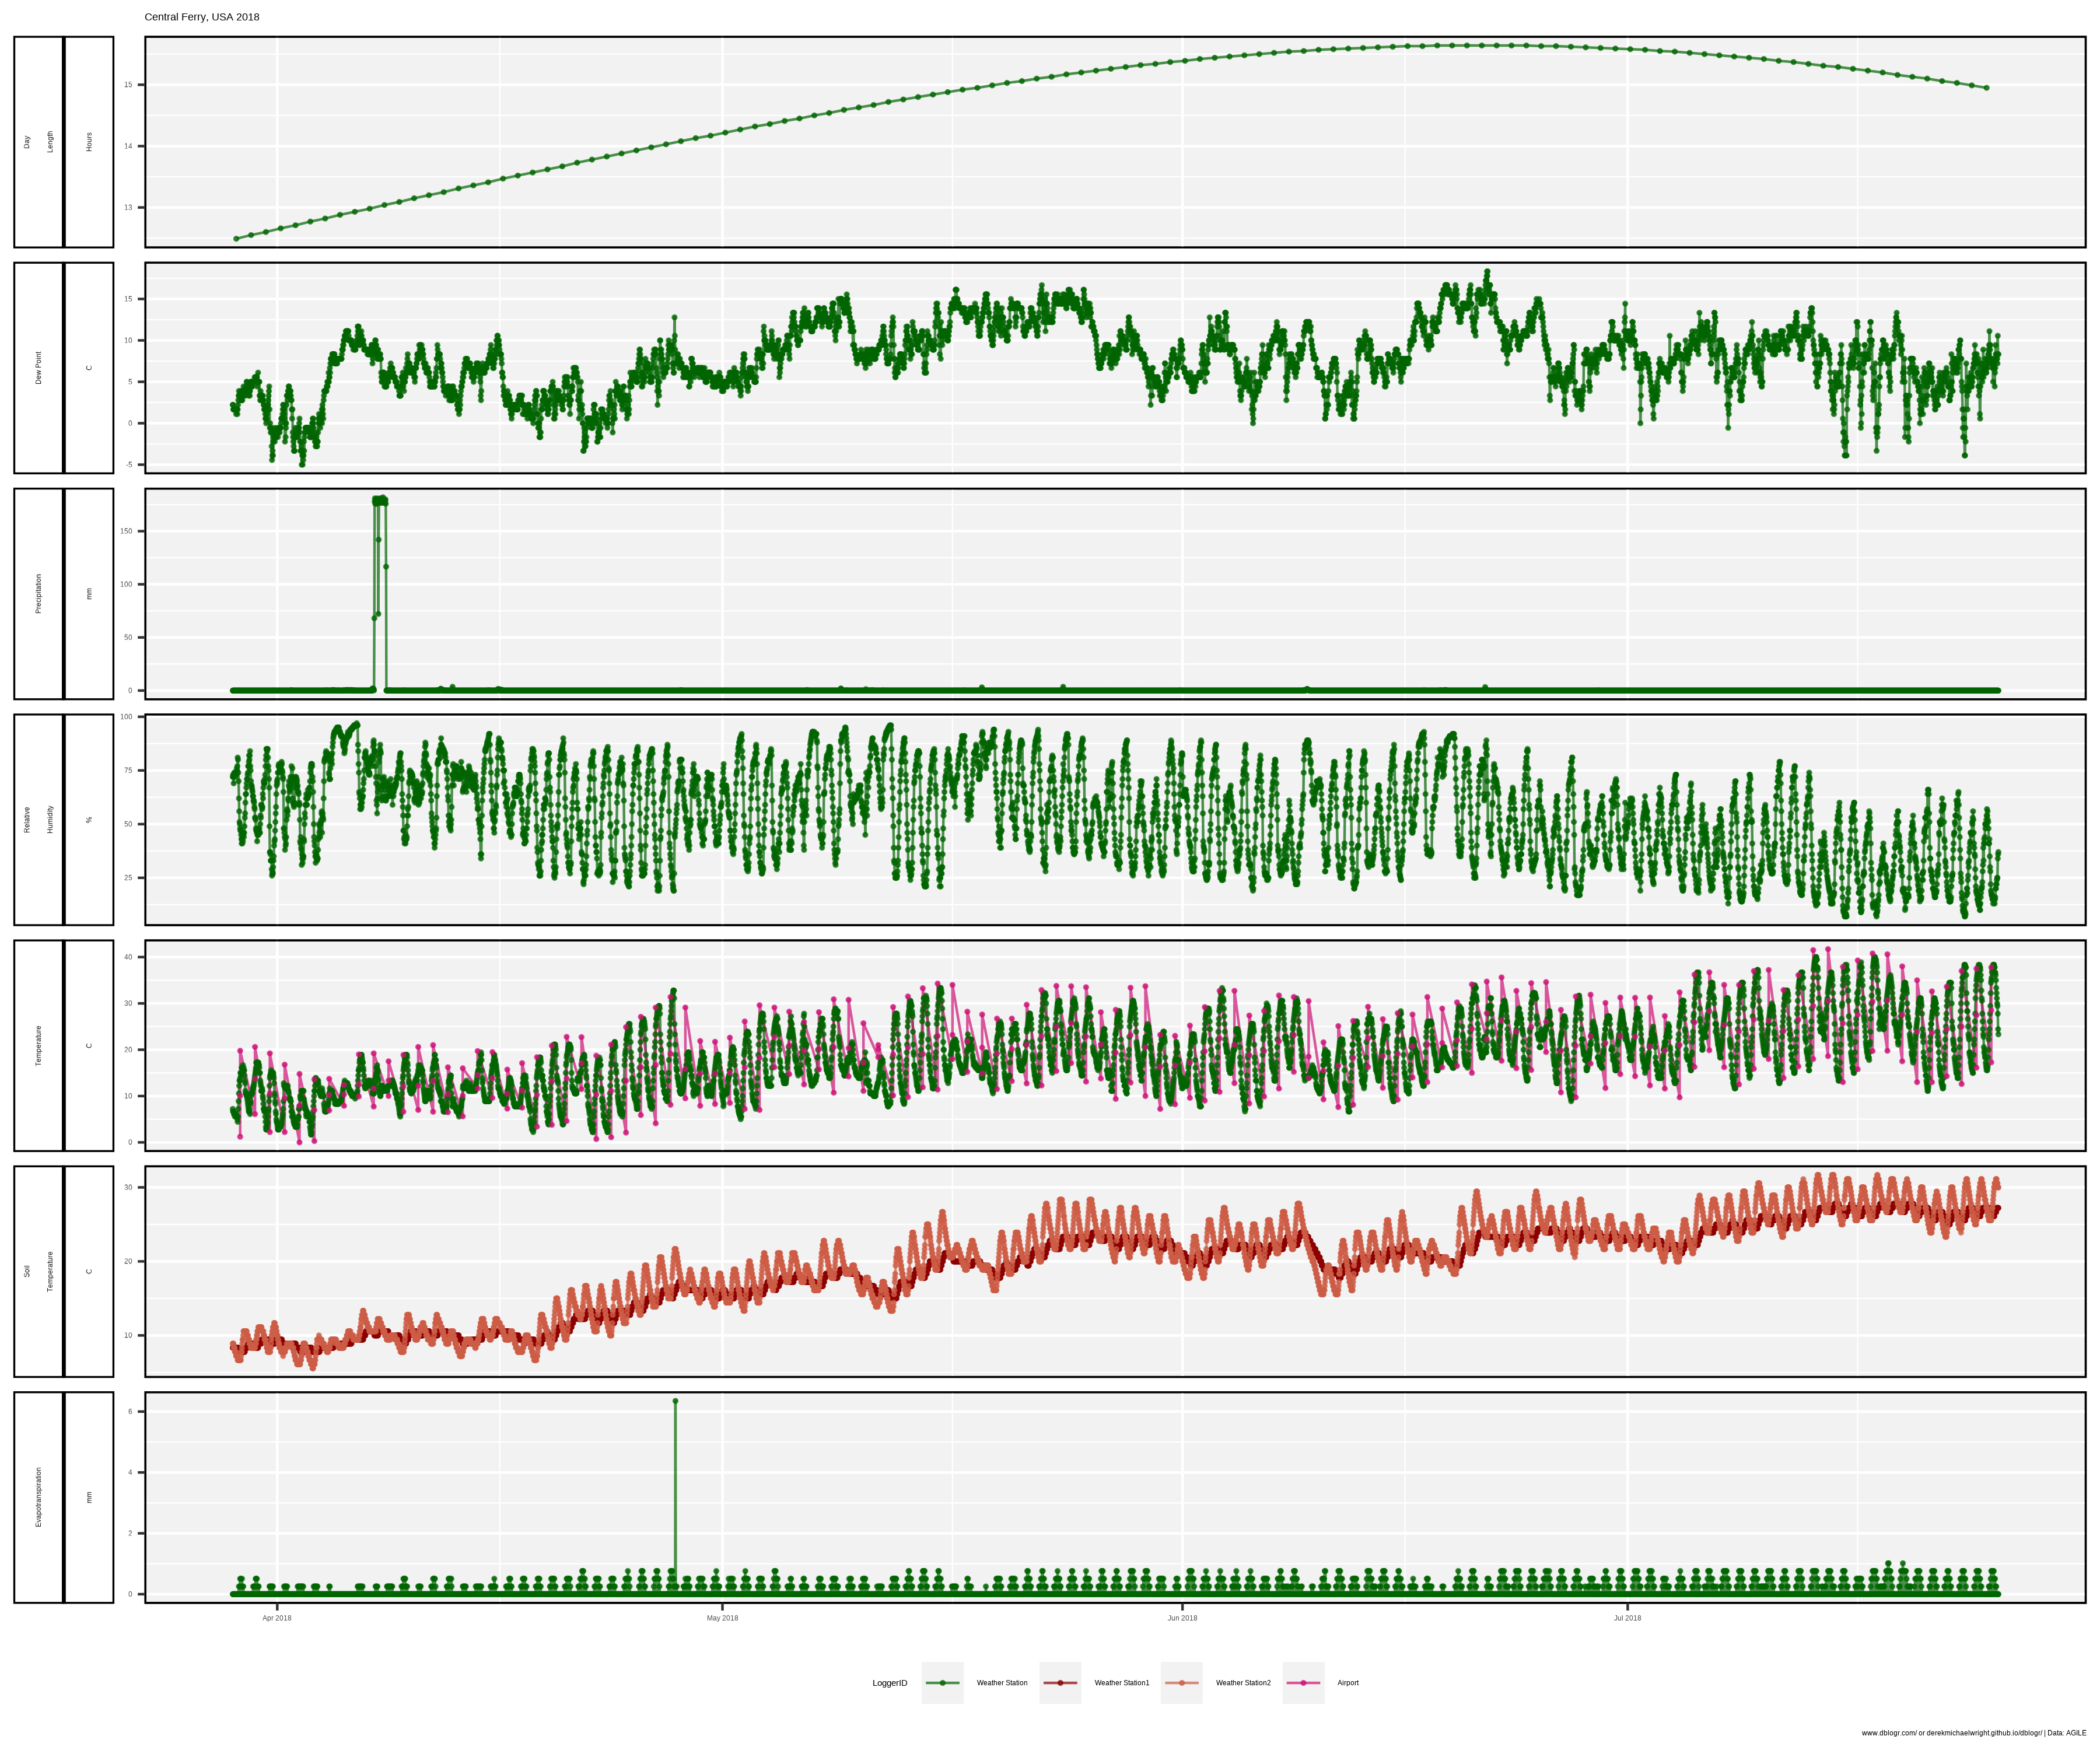 Central Ferry, USA 2018
Day
Length
Hours
15
14
13
Dew Point
C
15
10
5
0
-5
Precipitation
mm
150
100
50
0
Relative
Humidity
%
100
75
50
25
Temperature
C
40
30
20
10
0
Soil
Temperature
C
30
20
10
Evapotranspiration
mm
6
4
2
0
Apr 2018 May 2018 Jun 2018 Jul 2018
LoggerID Weather Station Weather Station1 Weather Station2 Airport
www.dblogr.com/ or derekmichaelwright.github.io/dblogr/ | Data: AGILE